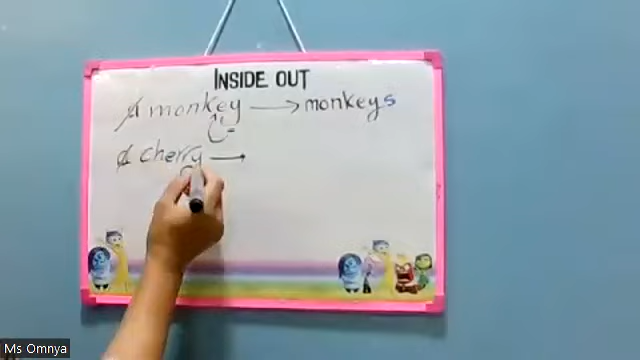 INSIDE OUT
a monkey → monkeys
a cherry →
Ms Omnya